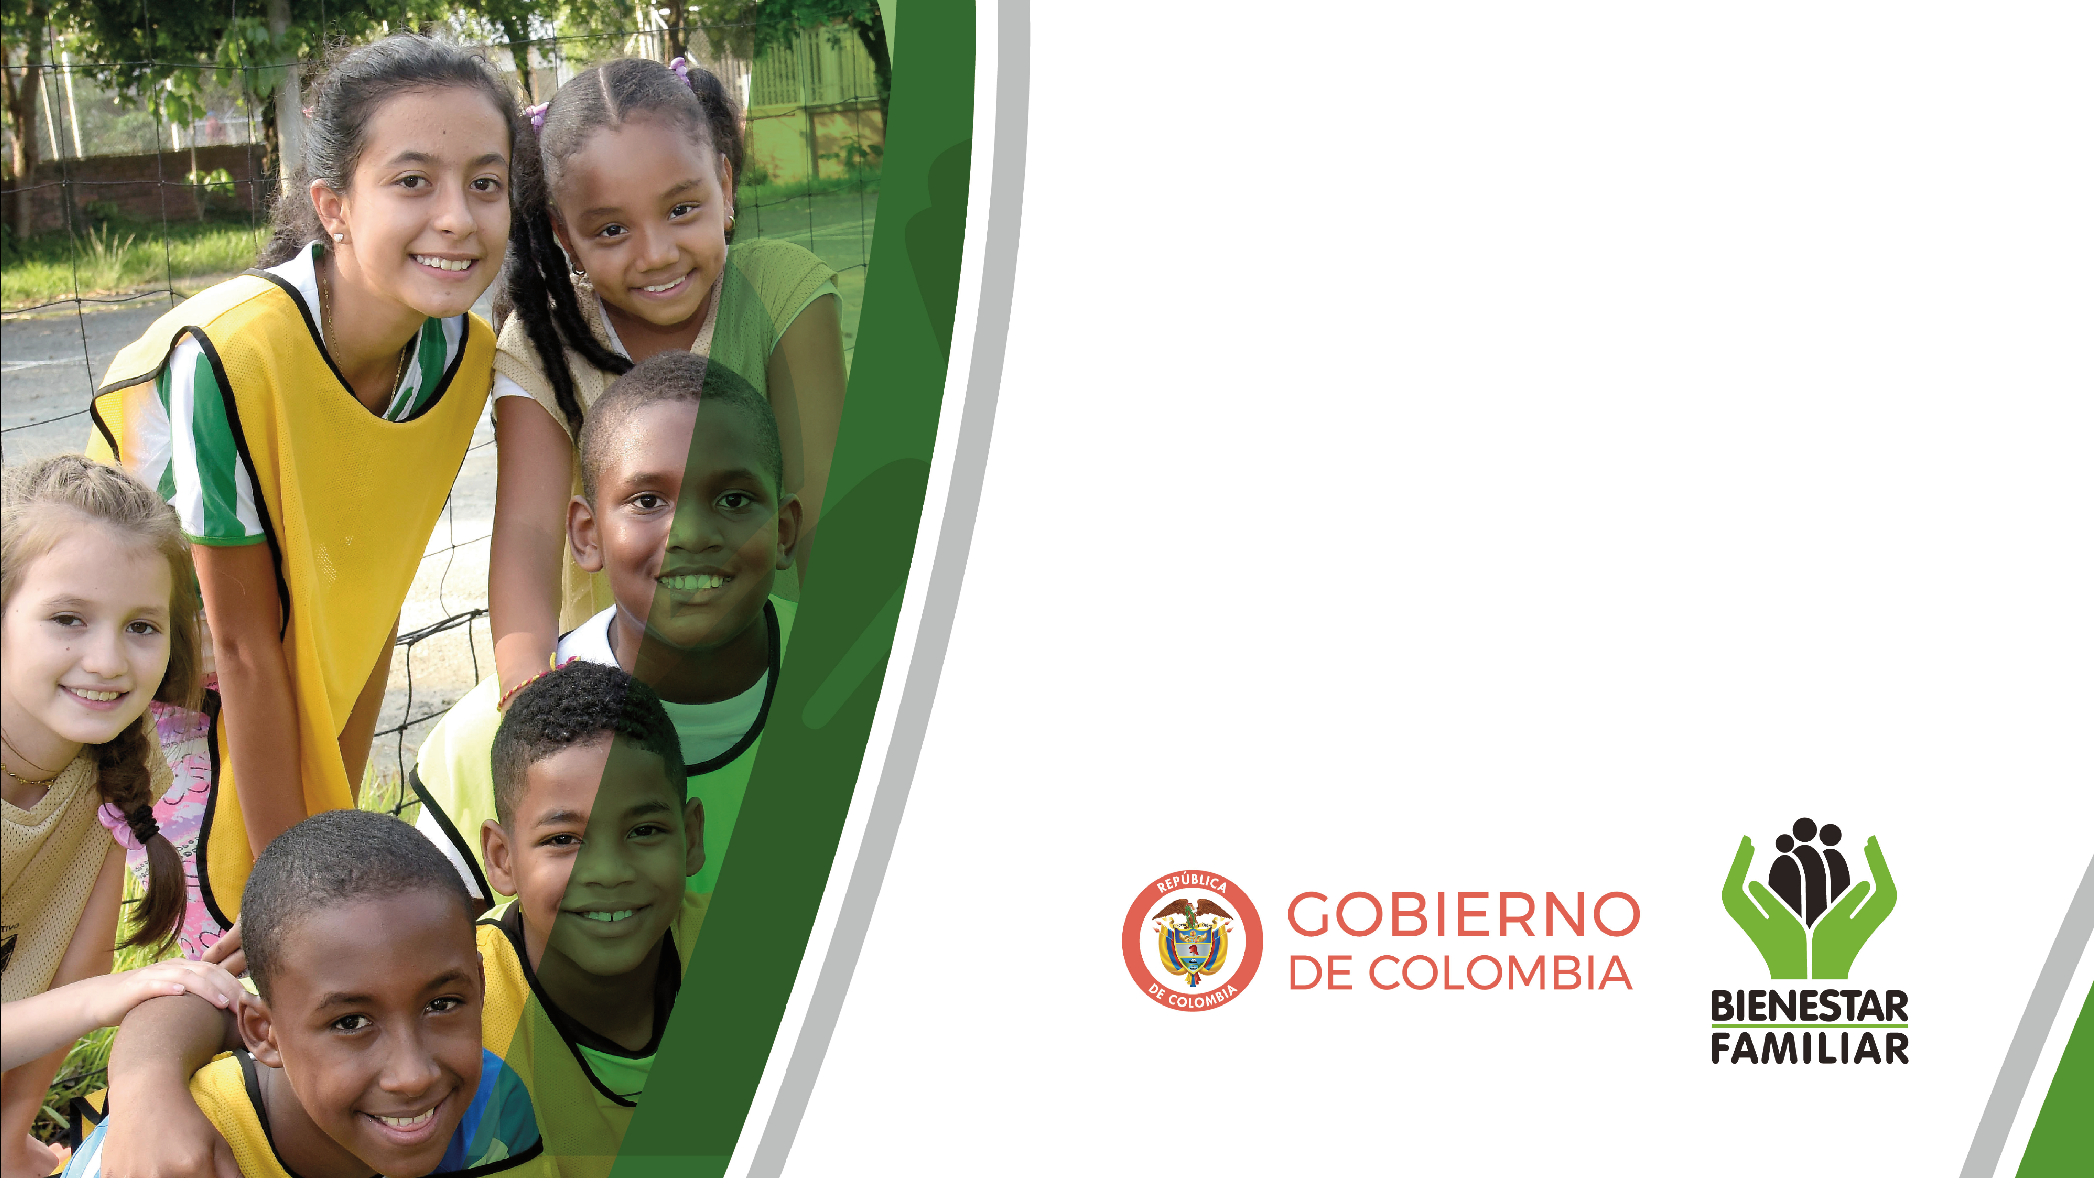 REPÚBLICA
DE COLOMBIA
GOBIERNO
DE COLOMBIA
BIENESTAR
FAMILIAR